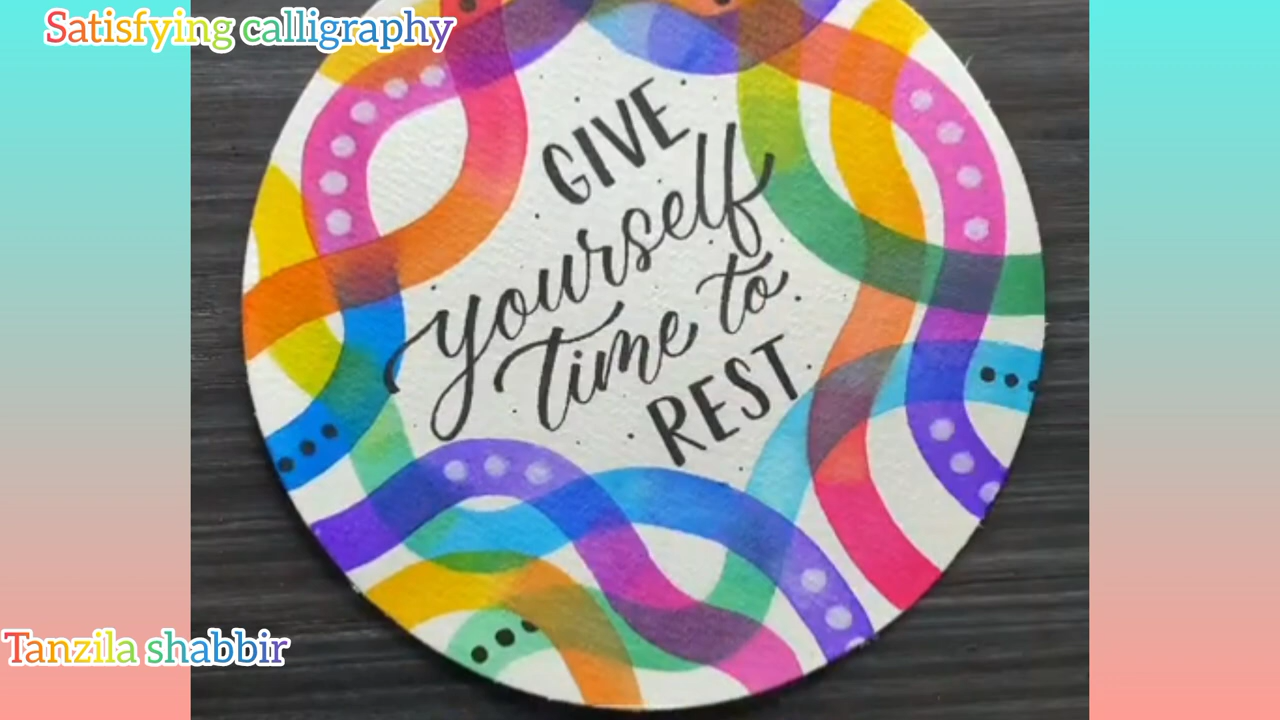 Satisfying calligraphy
GIVE
yourself
time to
REST
Tanzila shabbir